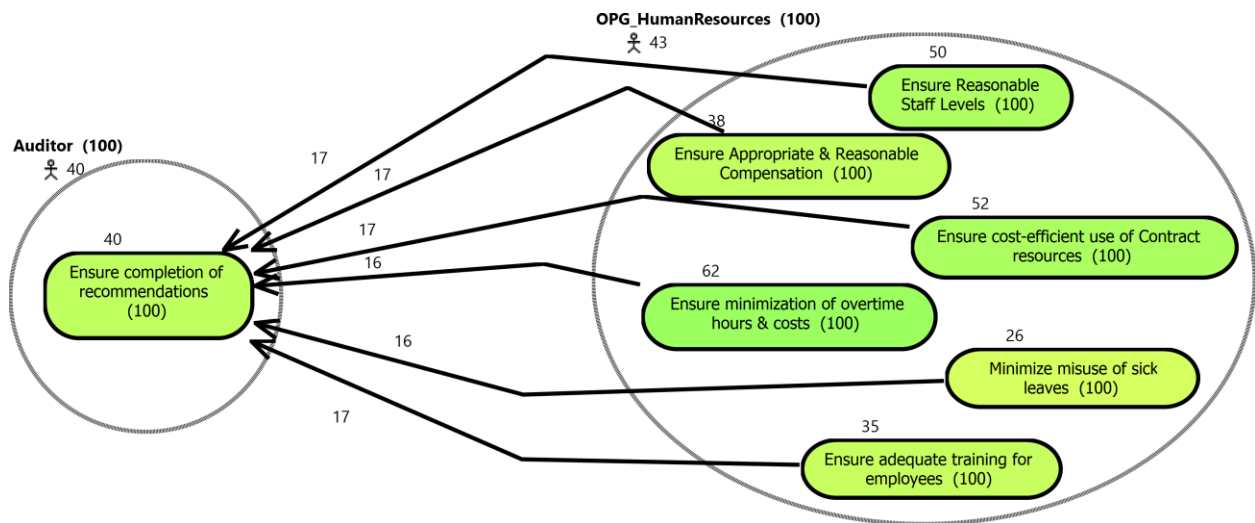 OPG_HumanResources (100)
43
50
Ensure Reasonable
Staff Levels (100)
38
Ensure Appropriate & Reasonable
Compensation (100)
Auditor (100)
40
17
17
17
16
16
17
40
Ensure completion of
recommendations
(100)
52
Ensure cost-efficient use of Contract
resources (100)
62
Ensure minimization of overtime
hours & costs (100)
26
Minimize misuse of sick
leaves (100)
35
Ensure adequate training for
employees (100)